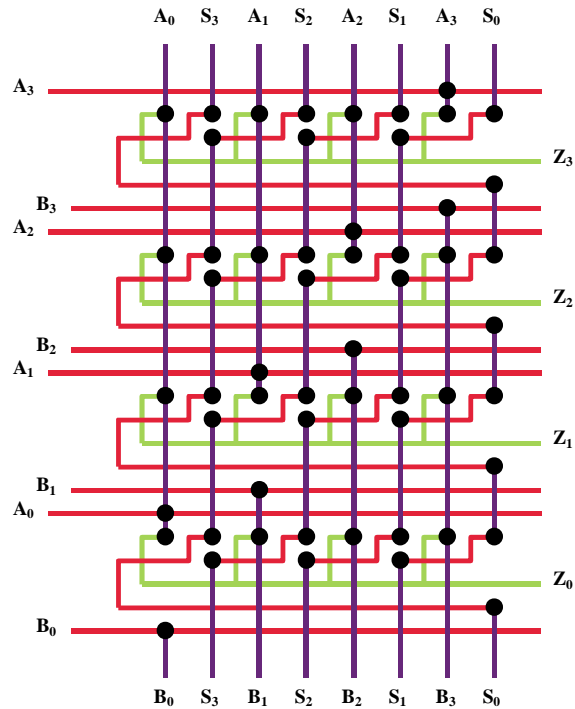 A₀ S₃ A₁ S₂ A₂ S₁ A₃ S₀
A₃
Z₃
B₃
A₂
Z₂
B₂
A₁
Z₁
B₁
A₀
Z₀
B₀
B₀ S₃ B₁ S₂ B₂ S₁ B₃ S₀